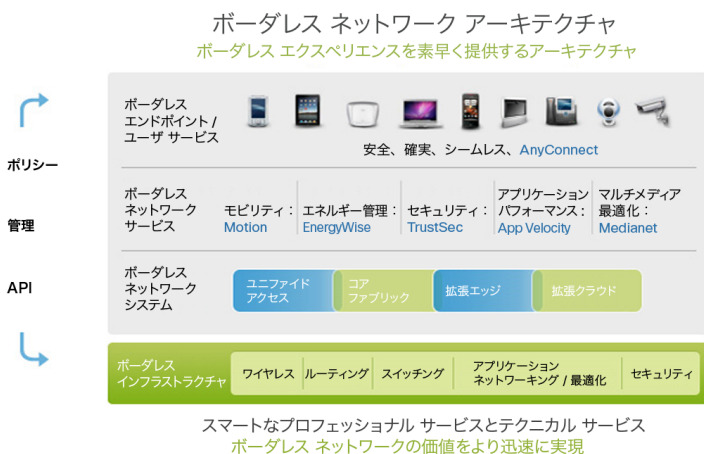 ボーダレス ネットワーク アーキテクチャ
ボーダレス エクスペリエンスを素早く提供するアーキテクチャ
ポリシー
管理
API
ボーダレス
エンドポイント /
ユーザ サービス
安全、確実、シームレス、AnyConnect
ボーダレス
ネットワーク
サービス
モビリティ：
Motion
エネルギー管理：
EnergyWise
セキュリティ：
TrustSec
アプリケーション
パフォーマンス：
App Velocity
マルチメディア
最適化：
Medianet
ボーダレス
ネットワーク
システム
ユニファイド
アクセス
コア
ファブリック
拡張エッジ
拡張クラウド
ボーダレス
インフラストラクチャ
ワイヤレス
ルーティング
スイッチング
アプリケーション
ネットワーキング / 最適化
セキュリティ
スマートなプロフェッショナル サービスとテクニカル サービス
ボーダレス ネットワークの価値をより迅速に実現